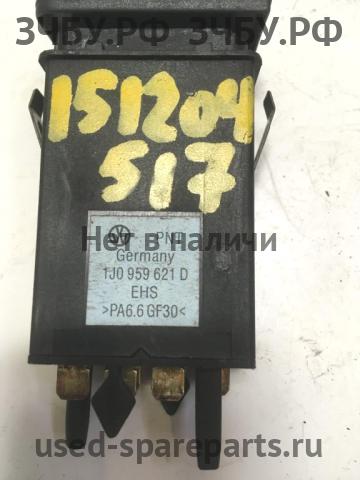 ЗЧБУ.РФ ЗЧБУ.РФ
151204
517
Нет в наличи
Germany
1J0 959 621 D
EHS
>PA6.6 GF30<
used-spareparts.ru